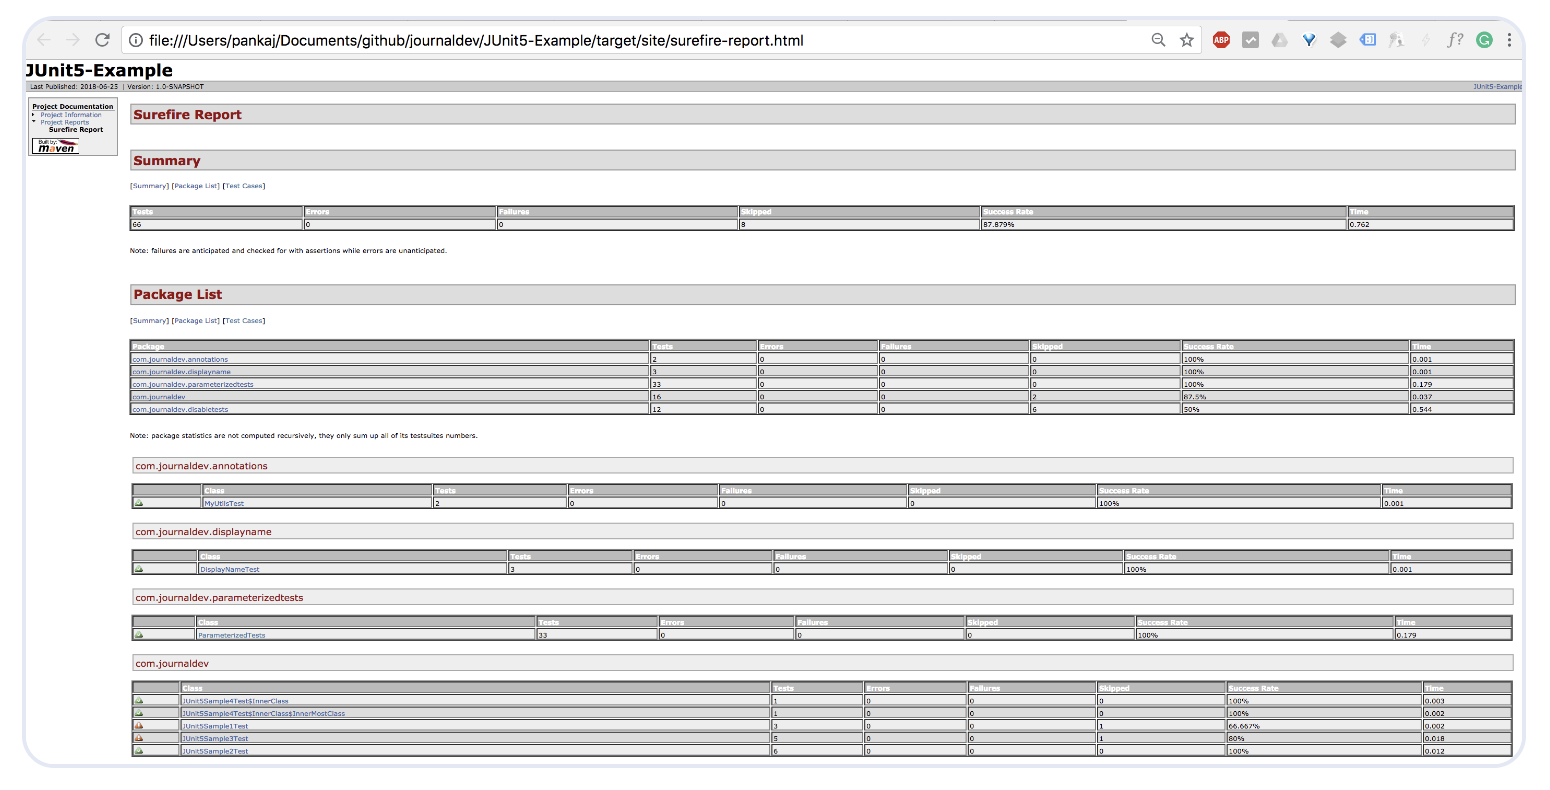 file:///Users/pankaj/Documents/github/journaldev/JUnit5-Example/target/site/surefire-report.html
ABP
f?
G
JUnit5-Example
Last Published: 2018-06-25 | Version: 1.0-SNAPSHOT
JUnit5-Example
Project Documentation
Project Information
Project Reports
Surefire Report
Built by:
maven
Surefire Report
Summary
[Summary] [Package List] [Test Cases]
Tests Errors Failures Skipped Success Rate Time
66 0 0 8 87.879% 0.762
Note: failures are anticipated and checked for with assertions while errors are unanticipated.
Package List
[Summary] [Package List] [Test Cases]
Package Tests Errors Failures Skipped Success Rate Time
com.journaldev.annotations 2 0 0 0 100% 0.001
com.journaldev.displayname 3 0 0 0 100% 0.001
com.journaldev.parameterizedtests 33 0 0 0 100% 0.179
com.journaldev 16 0 0 2 87.5% 0.037
com.journaldev.disabletests 12 0 0 6 50% 0.544
Note: package statistics are not computed recursively, they only sum up all of its testsuites numbers.
com.journaldev.annotations
Class Tests Errors Failures Skipped Success Rate Time
MyUtilsTest 2 0 0 0 100% 0.001
com.journaldev.displayname
Class Tests Errors Failures Skipped Success Rate Time
DisplayNameTest 3 0 0 0 100% 0.001
com.journaldev.parameterizedtests
Class Tests Errors Failures Skipped Success Rate Time
ParameterizedTests 33 0 0 0 100% 0.179
com.journaldev
Class Tests Errors Failures Skipped Success Rate Time
JUnit5Sample4Test$InnerClass 1 0 0 0 100% 0.003
JUnit5Sample4Test$InnerClass$InnerMostClass 1 0 0 0 100% 0.002
JUnit5Sample1Test 3 0 0 1 66.667% 0.002
JUnit5Sample3Test 5 0 0 1 80% 0.018
JUnit5Sample2Test 6 0 0 0 100% 0.012